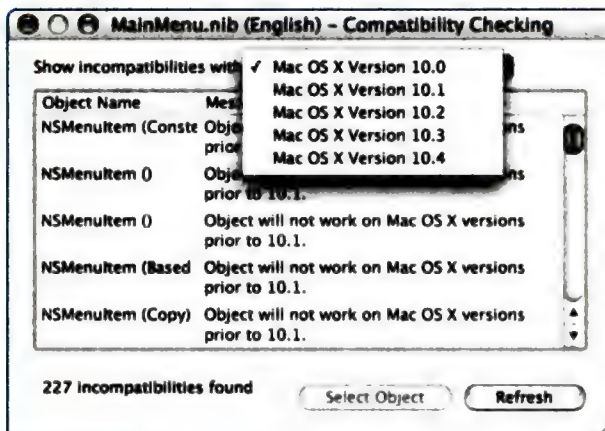 MainMenu.nib (English) – Compatibility Checking
Show incompatibilities with
✓ Mac OS X Version 10.0
Mac OS X Version 10.1
Mac OS X Version 10.2
Mac OS X Version 10.3
Mac OS X Version 10.4
Object Name
NSMenuItem (Conste
prior
NSMenuItem ()
prior to 10.1.
NSMenuItem () Object will not work on Mac OS X versions
prior to 10.1.
NSMenuItem (Based Object will not work on Mac OS X versions
prior to 10.1.
NSMenuItem (Copy) Object will not work on Mac OS X versions
prior to 10.1.
227 incompatibilities found
Select Object
Refresh